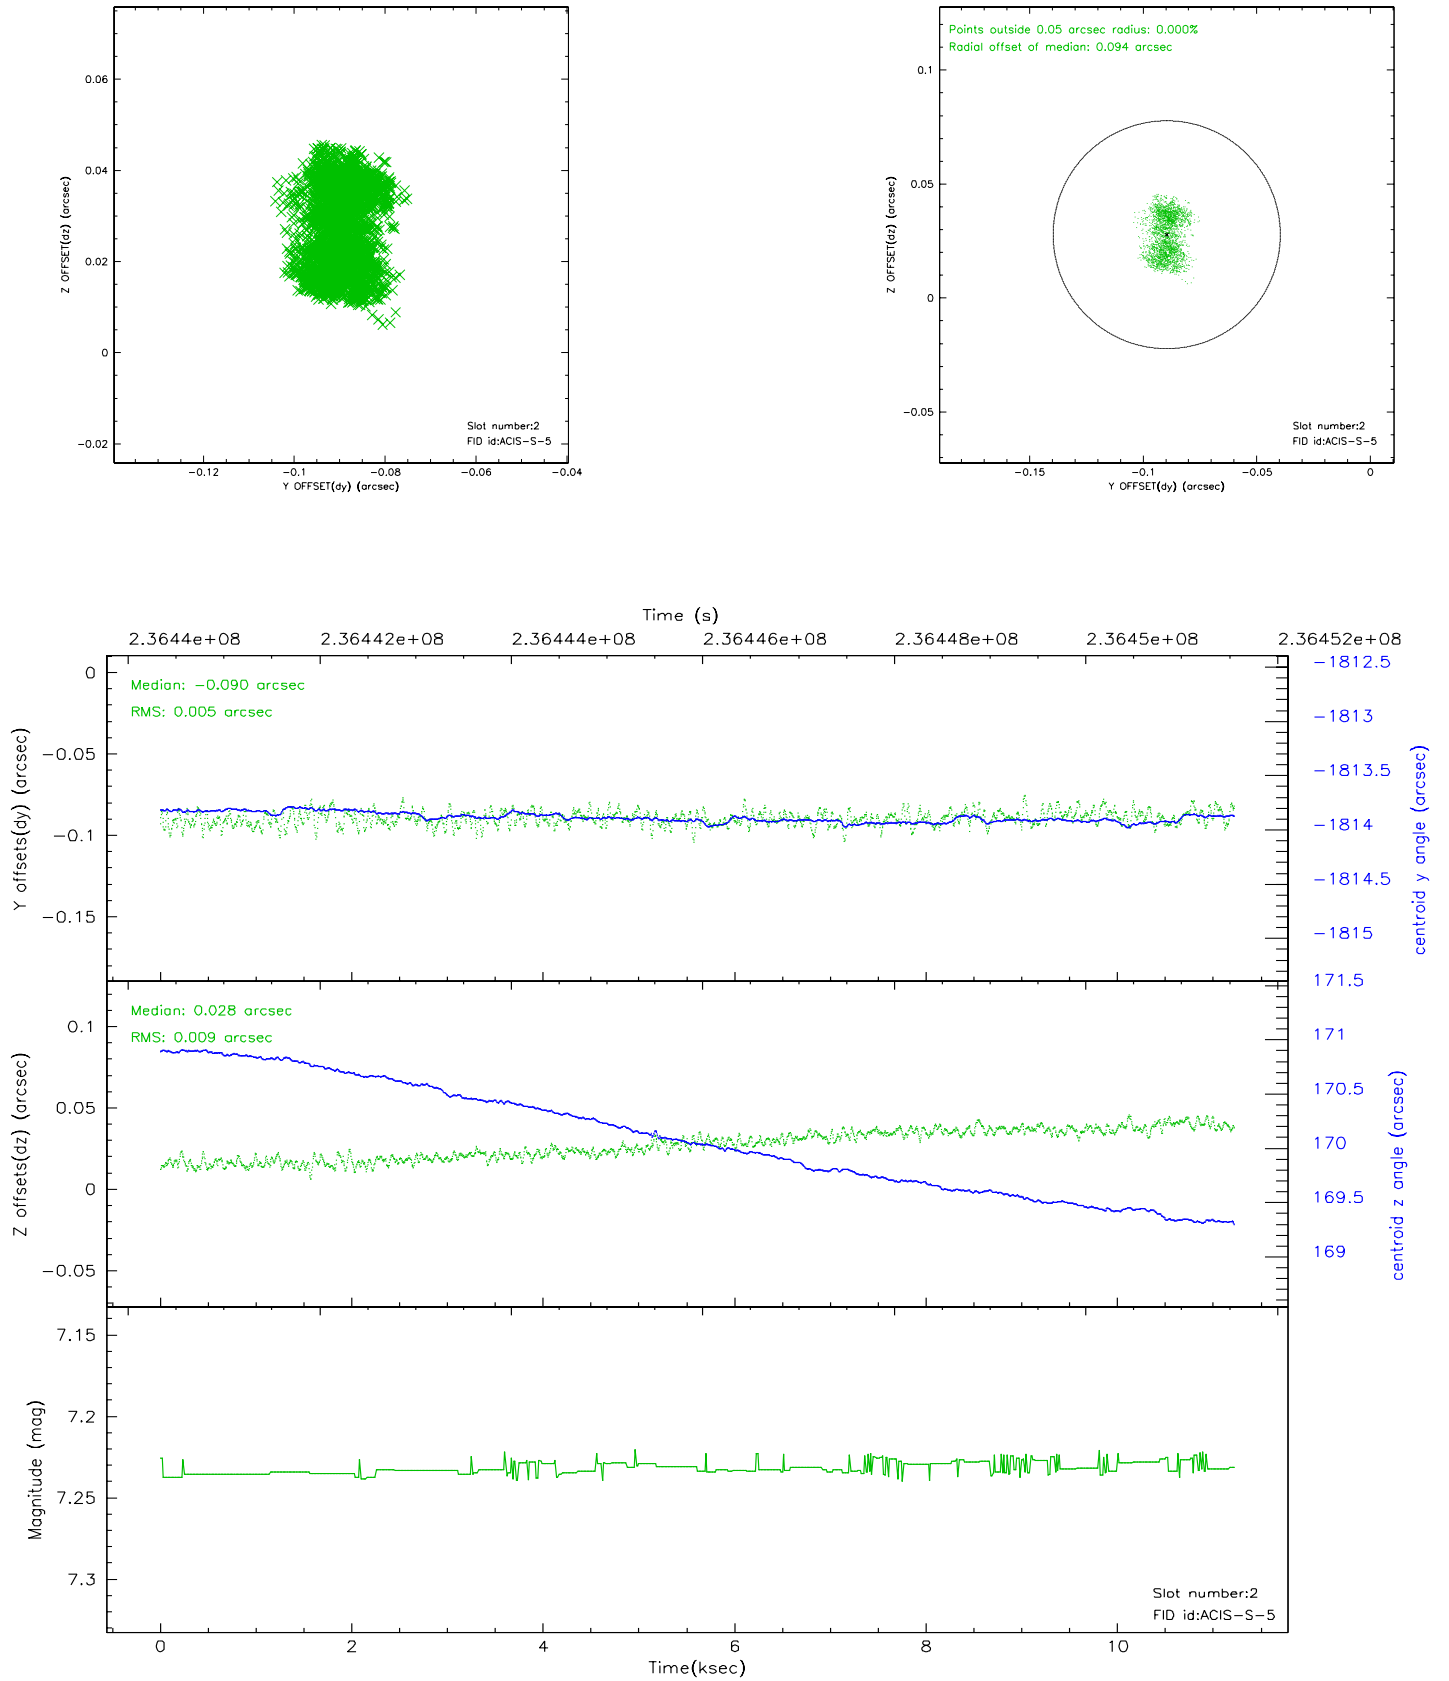 0.06
0.04
0.02
0
-0.02
-0.12
-0.1
-0.08
-0.06
-0.04
Z OFFSET(dz) (arcsec)
Y OFFSET(dy) (arcsec)
Slot number:2
FID id:ACIS-S-5
Points outside 0.05 arcsec radius: 0.000%
Radial offset of median: 0.094 arcsec
0.1
0.05
0
-0.05
-0.15
-0.1
-0.05
0
Z OFFSET(dz) (arcsec)
Y OFFSET(dy) (arcsec)
Slot number:2
FID id:ACIS-S-5
Time (s)
2.3644e+08
2.36442e+08
2.36444e+08
2.36446e+08
2.36448e+08
2.3645e+08
2.36452e+08
Median: -0.090 arcsec
RMS: 0.005 arcsec
0
-0.05
-0.1
-0.15
Y offsets(dy) (arcsec)
-1812.5
-1813
-1813.5
-1814
-1814.5
-1815
centroid y angle (arcsec)
Median: 0.028 arcsec
RMS: 0.009 arcsec
0.1
0.05
0
-0.05
Z offsets(dz) (arcsec)
171.5
171
170.5
170
169.5
169
centroid z angle (arcsec)
7.15
7.2
7.25
7.3
Magnitude (mag)
Slot number:2
FID id:ACIS-S-5
0
2
4
6
8
10
Time(ksec)